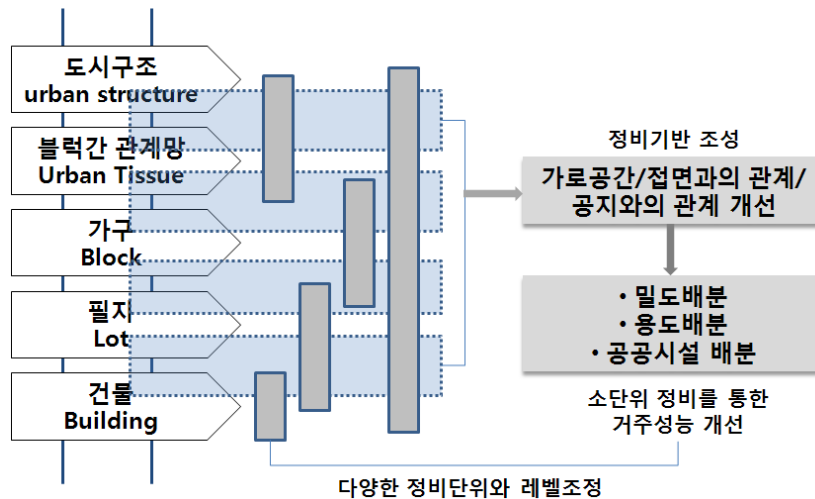 도시구조
urban structure
블럭간 관계망
Urban Tissue
가구
Block
필지
Lot
건물
Building
정비기반 조성
가로공간/접면과의 관계/
공지와의 관계 개선
• 밀도배분
• 용도배분
• 공공시설 배분
소단위 정비를 통한
거주성능 개선
다양한 정비단위와 레벨조정